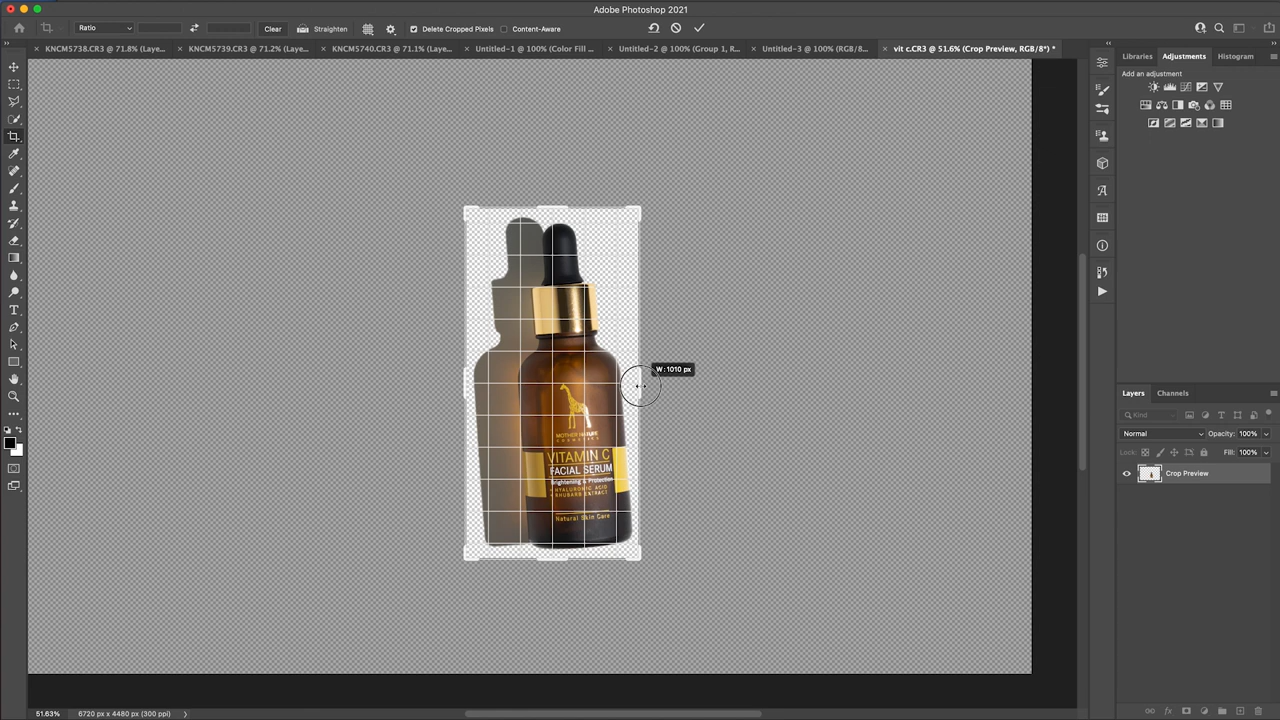 Adobe Photoshop 2021
Ratio
Clear
Straighten
Delete Cropped Pixels
Content-Aware
KNCM5738.CR3 @ 71.8% (Laye...
KNCM5739.CR3 @ 71.2% (Laye...
KNCM5740.CR3 @ 71.1% (Laye...
Untitled-1 @ 100% (Color Fill ...
Untitled-2 @ 100% (Group 1, R...
Untitled-3 @ 100% (RGB/8...
vit c.CR3 @ 51.6% (Crop Preview, RGB/8*) *
Libraries
Adjustments
Histogram
Add an adjustment
W : 1010 px
MOTHER NATURE
COSMETICS
VITAMIN C
FACIAL SERUM
Brightening & Protection
+ HYALURONIC ACID
+ RHUBARB EXTRACT
Natural Skin Care
Layers
Channels
Kind
Normal
Opacity: 100%
Lock:
Fill: 100%
Crop Preview
51.63%
6720 px x 4480 px (300 ppi)